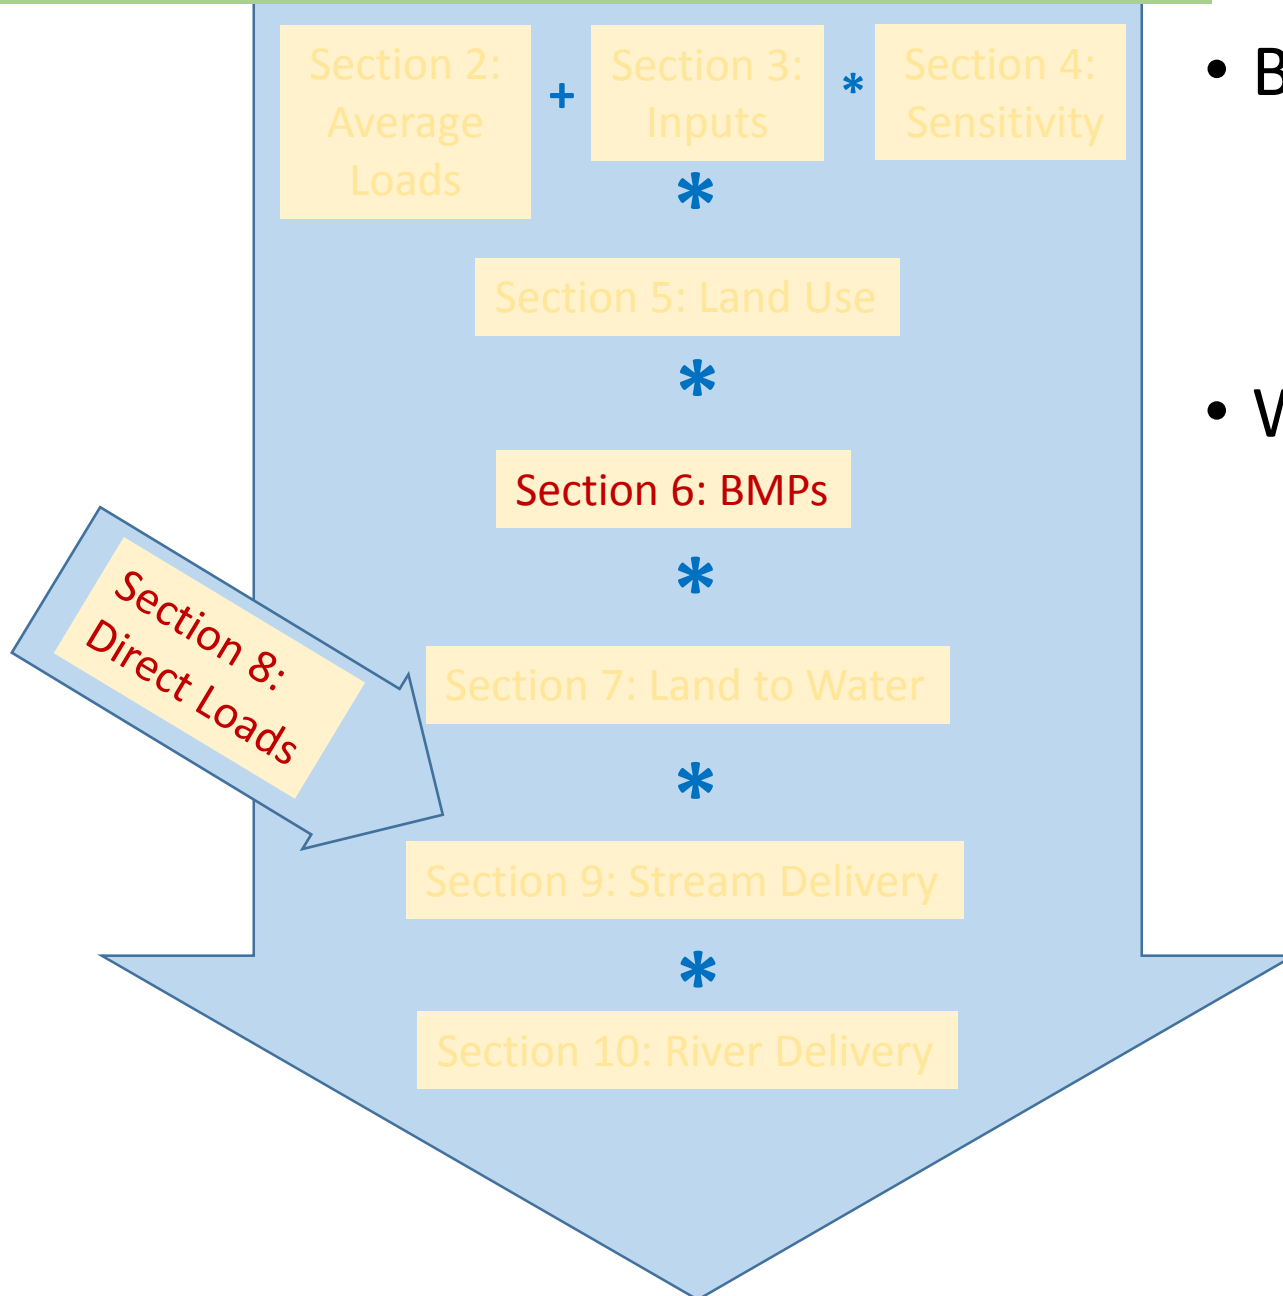 Section 2:
Average
Loads
+
Section 3:
Inputs
*
Section 4:
Sensitivity
*
Section 5: Land Use
*
Section 6: BMPs
*
Section 8:
Direct Loads
Section 7: Land to Water
*
Section 9: Stream Delivery
*
Section 10: River Delivery
• B